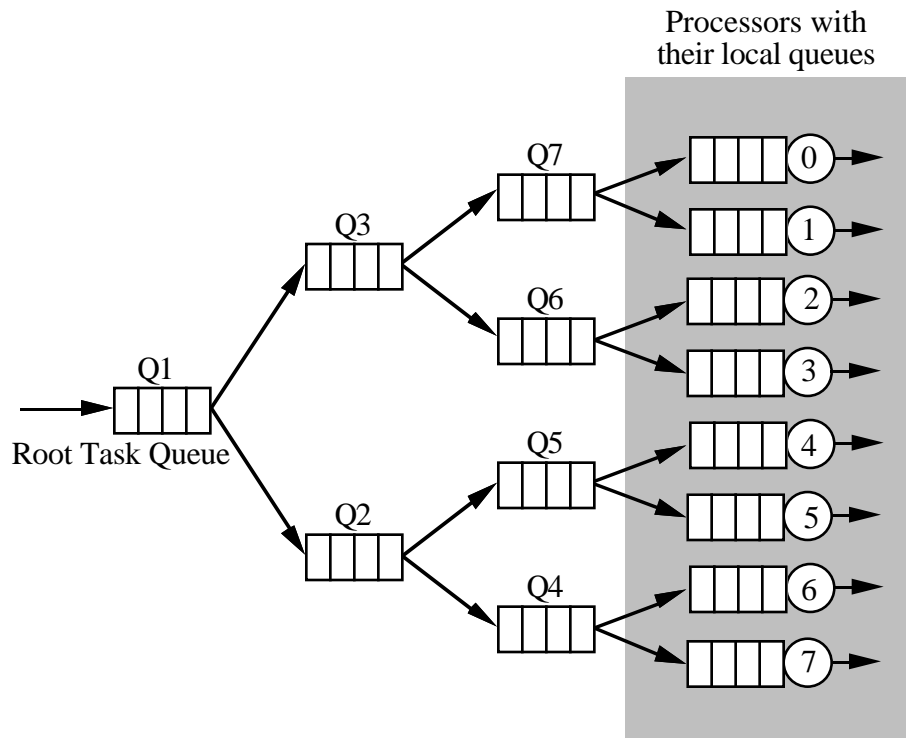 Processors with
their local queues
Q7
0
1
Q3
Q6
2
3
Q1
Root Task Queue
Q5
4
5
Q2
Q4
6
7